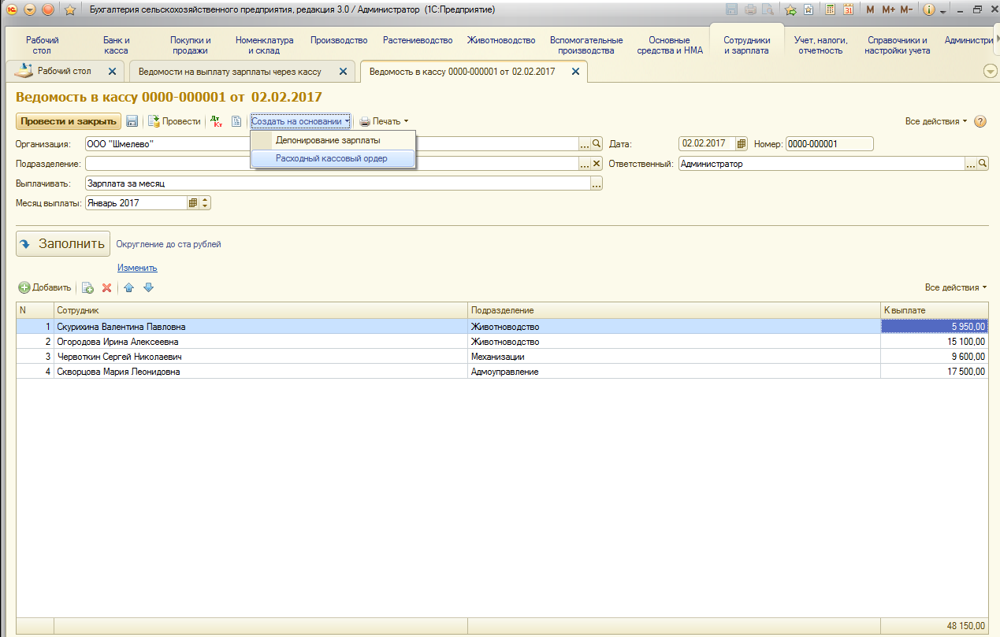 Бухгалтерия сельскохозяйственного предприятия, редакция 3.0 / Администратор (1С:Предприятие)
31 M M+ M-
Рабочий стол
Банк и касса
Покупки и продажи
Номенклатура и склад
Производство
Растениеводство
Животноводство
Вспомогательные производства
Основные средства и НМА
Сотрудники и зарплата
Учет, налоги, отчетность
Справочники и настройки учета
Администри
Рабочий стол
Ведомости на выплату зарплаты через кассу
Ведомость в кассу 0000-000001 от 02.02.2017
Ведомость в кассу 0000-000001 от 02.02.2017
Провести и закрыть Провести Дт Кт Создать на основании Печать Все действия ?
Депонирование зарплаты
Расходный кассовый ордер
Организация: ООО "Шмелево" ... Дата: 02.02.2017 Номер: 0000-000001
Подразделение: ... Ответственный: Администратор ...
Выплачивать: Зарплата за месяц ...
Месяц выплаты: Январь 2017
Заполнить Округление до ста рублей
Изменить
Добавить Все действия
N Сотрудник Подразделение К выплате
1 Скурихина Валентина Павловна Животноводство 5 950,00
2 Огородова Ирина Алексеевна Животноводство 15 100,00
3 Червоткин Сергей Николаевич Механизации 9 600,00
4 Скворцова Мария Леонидовна Адмоуправление 17 500,00
48 150,00